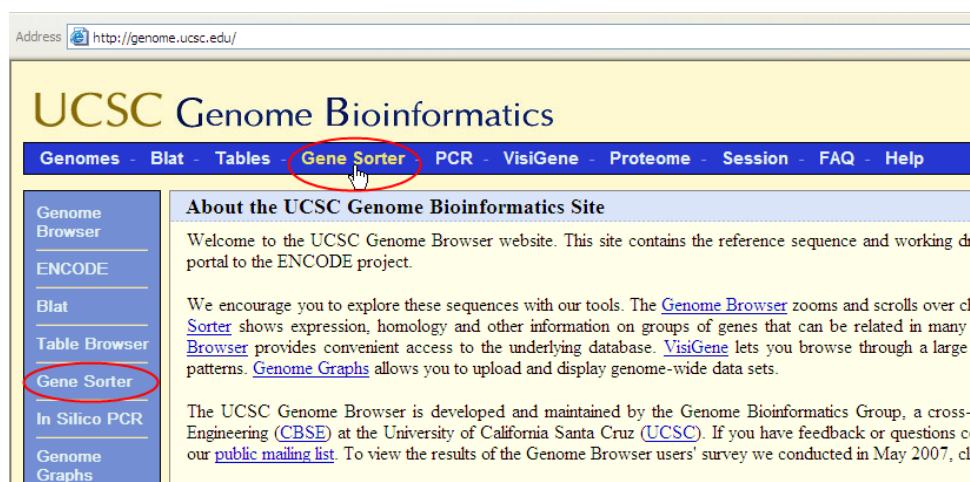 Address http://genome.ucsc.edu/
UCSC Genome Bioinformatics
Genomes - Blat - Tables - Gene Sorter - PCR - VisiGene - Proteome - Session - FAQ - Help
Genome
Browser
ENCODE
Blat
Table Browser
Gene Sorter
In Silico PCR
Genome
Graphs
About the UCSC Genome Bioinformatics Site
Welcome to the UCSC Genome Browser website. This site contains the reference sequence and working
portal to the ENCODE project.
We encourage you to explore these sequences with our tools. The Genome Browser zooms and scrolls over
Sorter shows expression, homology and other information on groups of genes that can be related in many
Browser provides convenient access to the underlying database. VisiGene lets you browse through a large
patterns. Genome Graphs allows you to upload and display genome-wide data sets.
The UCSC Genome Browser is developed and maintained by the Genome Bioinformatics Group, a cross-
Engineering (CBSE) at the University of California Santa Cruz (UCSC). If you have feedback or questions
our public mailing list. To view the results of the Genome Browser users' survey we conducted in May 2007,